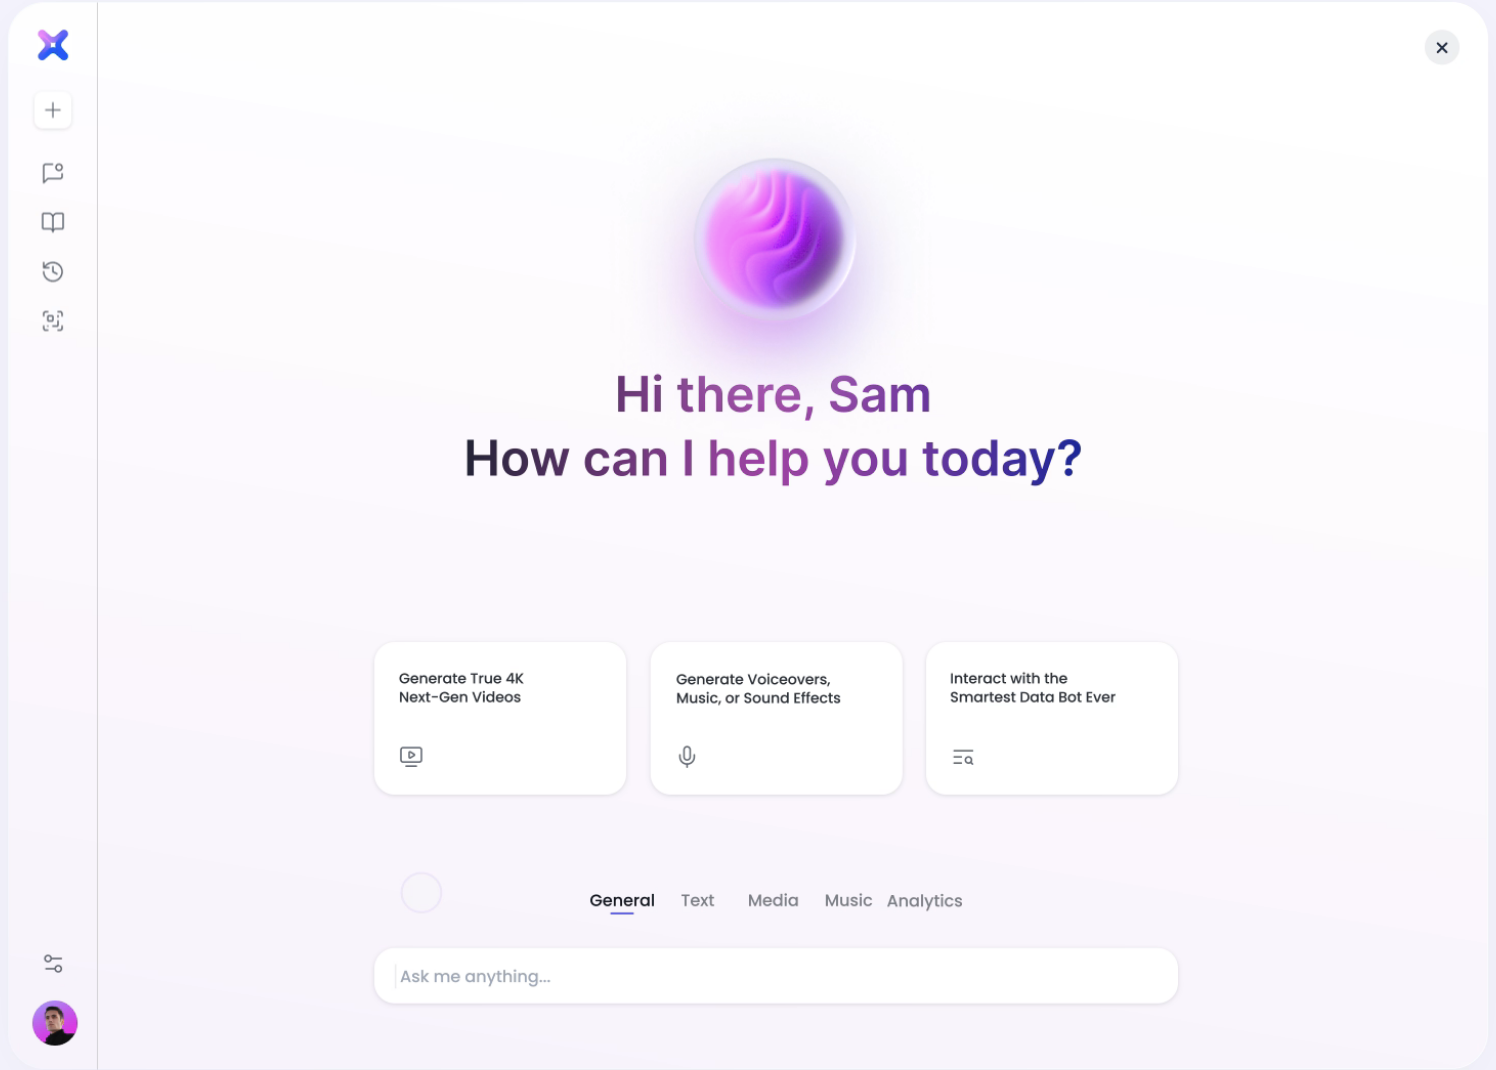 Hi there, Sam
How can I help you today?
Generate True 4K
Next-Gen Videos
Generate Voiceovers,
Music, or Sound Effects
Interact with the
Smartest Data Bot Ever
General Text Media Music Analytics
Ask me anything...